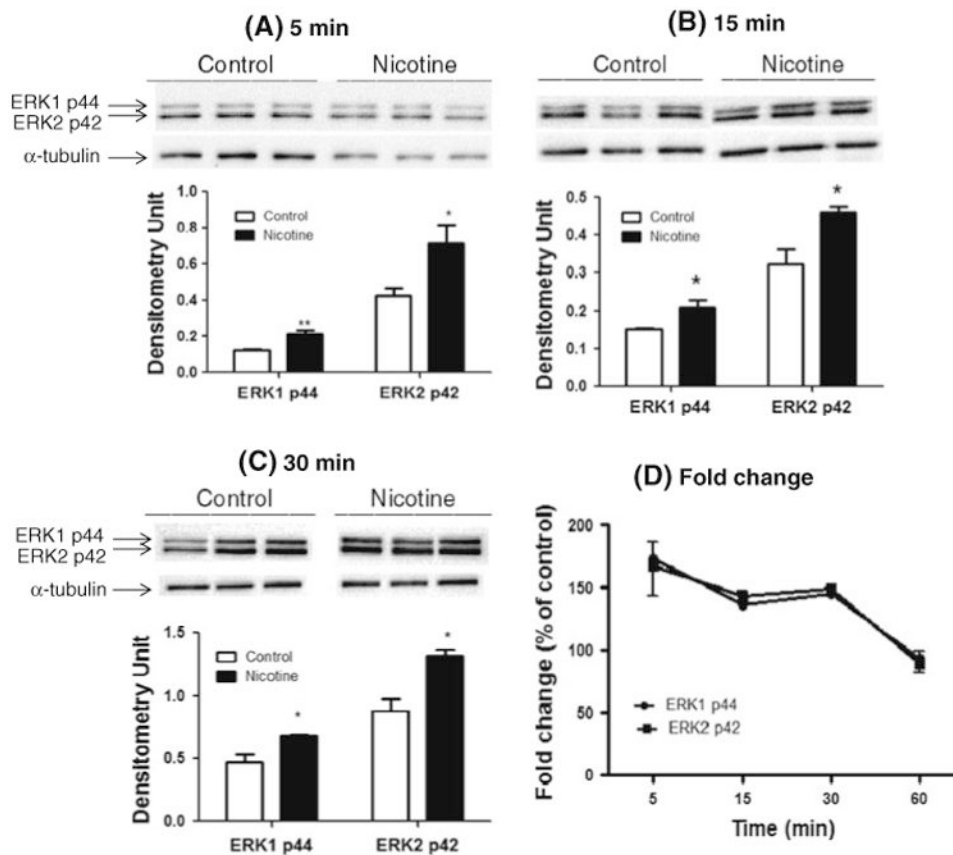 (A) 5 min
Control Nicotine
ERK1 p44
ERK2 p42
α-tubulin
Densitometry Unit
1.0
0.8
0.6
0.4
0.2
0.0
Control
Nicotine
**
*
ERK1 p44 ERK2 p42
(B) 15 min
Control Nicotine
Densitometry Unit
0.5
0.4
0.3
0.2
0.1
0.0
Control
Nicotine
*
*
ERK1 p44 ERK2 p42
(C) 30 min
Control Nicotine
ERK1 p44
ERK2 p42
α-tubulin
Densitometry Unit
1.5
1.0
0.5
0.0
Control
Nicotine
*
*
ERK1 p44 ERK2 p42
(D) Fold change
Fold change (% of control)
200
150
100
50
0
ERK1 p44
ERK2 p42
5 15 30 60
Time (min)